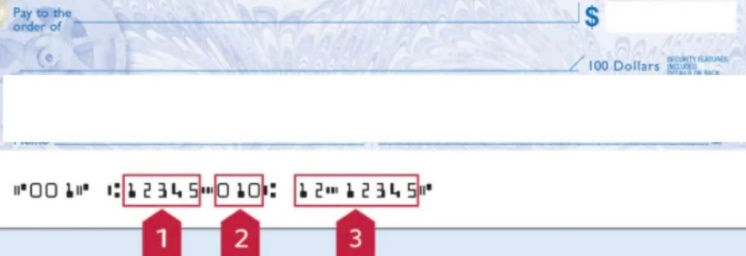 Pay to the
order of
$
100 Dollars
SECURITY FEATURES
INCLUDED.
DETAILS ON BACK.
⑈001⑈ ⑆12345⑉010⑆ 12⑉12345⑈
1 2 3